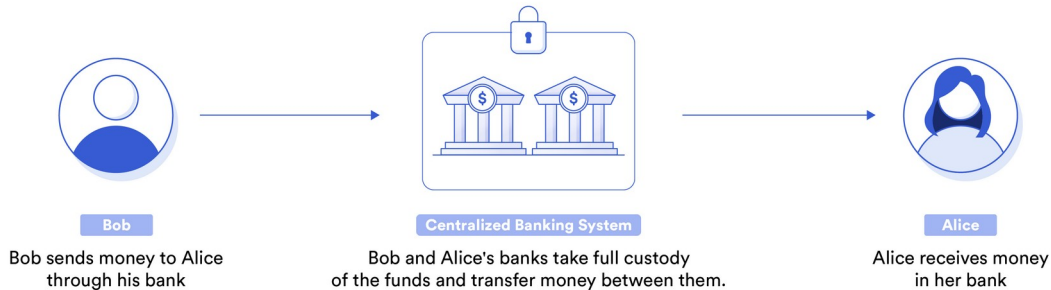 $
$
Bob
Centralized Banking System
Alice
Bob sends money to Alice
through his bank
Bob and Alice's banks take full custody
of the funds and transfer money between them.
Alice receives money
in her bank